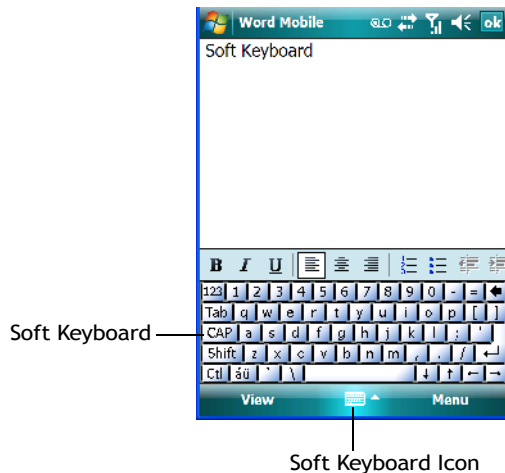 Word Mobile ok
Soft Keyboard
B I U
123 1 2 3 4 5 6 7 8 9 0 - =
Tab q w e r t y u i o p [ ]
CAP a s d f g h j k l ; '
Shift z x c v b n m , . /
Ctl áü ` \
View Menu
Soft Keyboard
Soft Keyboard Icon